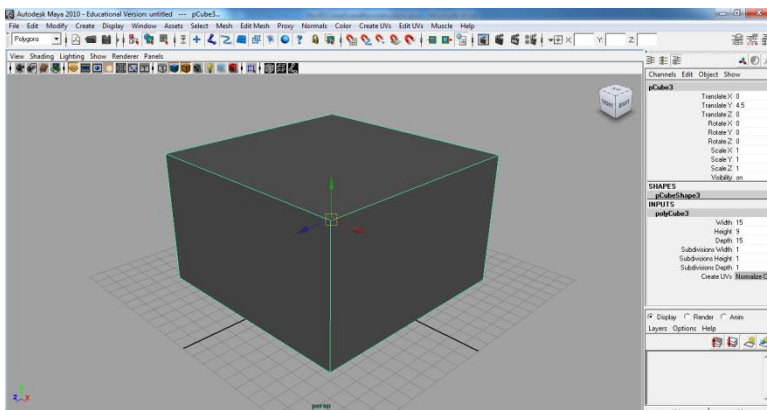 Autodesk Maya 2010 - Educational Version: untitled --- pCube3...
File Edit Modify Create Display Window Assets Select Mesh Edit Mesh Proxy Normals Color Create UVs Edit UVs Muscle Help
Polygons X: Y: Z:
View Shading Lighting Show Renderer Panels
Channels Edit Object Show
pCube3
Translate X 0
Translate Y 4.5
Translate Z 0
Rotate X 0
Rotate Y 0
Rotate Z 0
Scale X 1
Scale Y 1
Scale Z 1
Visibility on
SHAPES
pCubeShape3
INPUTS
polyCube3
Width 15
Height 9
Depth 15
Subdivisions Width 1
Subdivisions Height 1
Subdivisions Depth 1
Create UVs Normalize C
Display Render Anim
Layers Options Help
RIGHT
persp